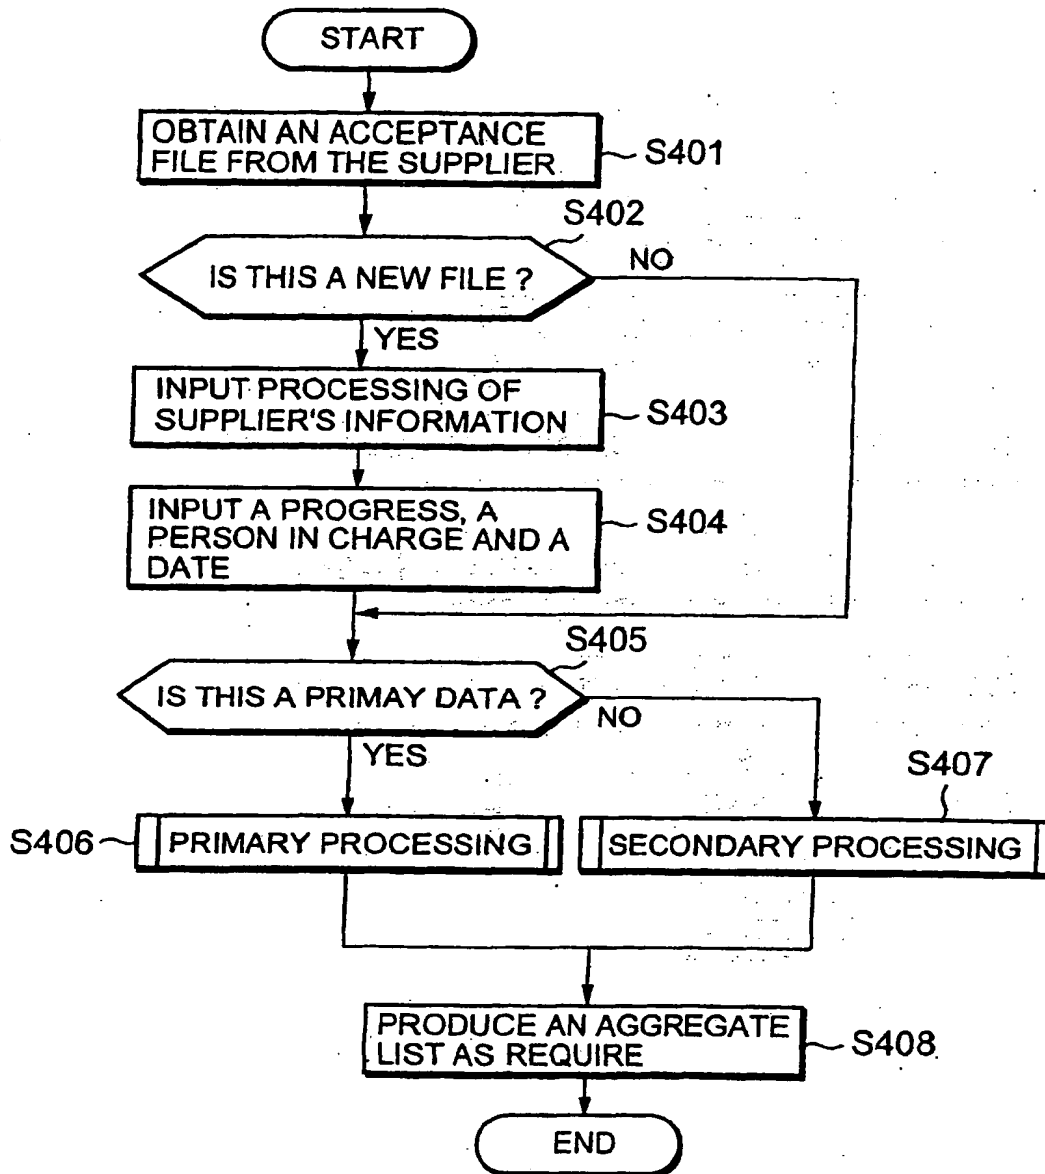 START
OBTAIN AN ACCEPTANCE
FILE FROM THE SUPPLIER
S401
S402
IS THIS A NEW FILE ?
NO
YES
INPUT PROCESSING OF
SUPPLIER'S INFORMATION
S403
INPUT A PROGRESS, A
PERSON IN CHARGE AND A
DATE
S404
S405
IS THIS A PRIMAY DATA ?
NO
YES
S407
S406
PRIMARY PROCESSING
SECONDARY PROCESSING
PRODUCE AN AGGREGATE
LIST AS REQUIRE
S408
END